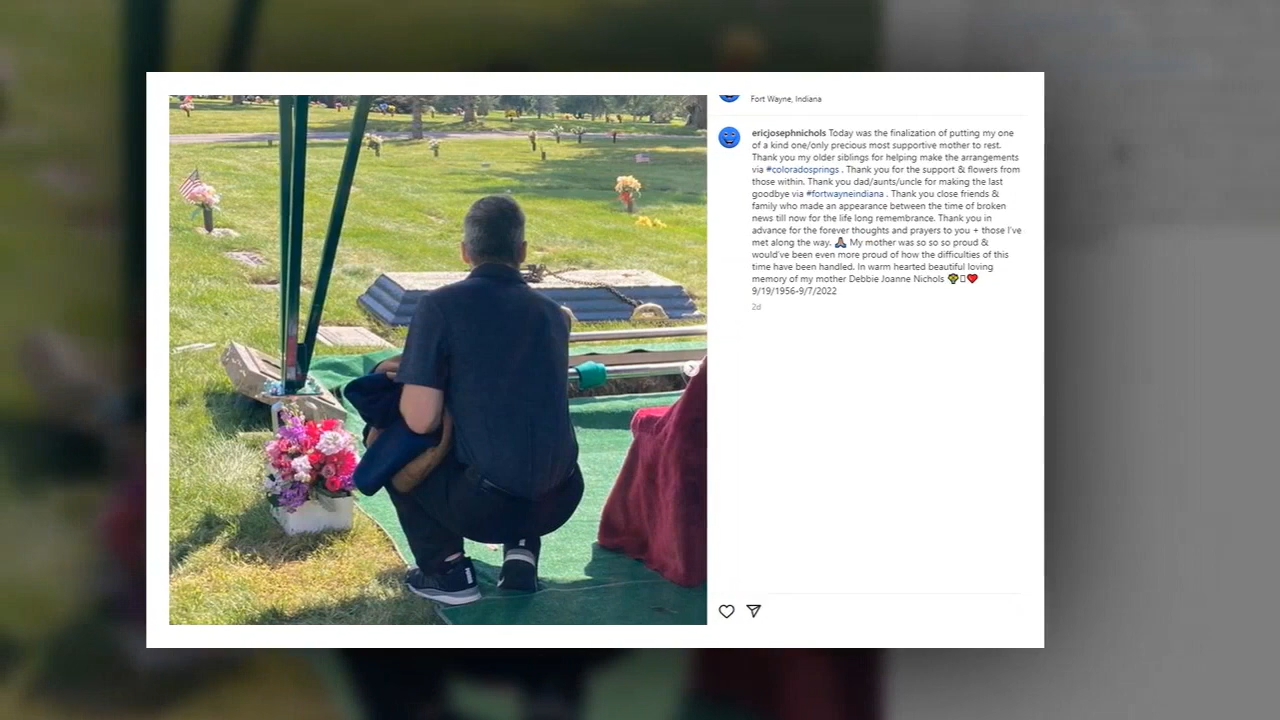 Fort Wayne, Indiana
ericjosephnichols Today was the finalization of putting my one
of a kind one/only precious most supportive mother to rest.
Thank you my older siblings for helping make the arrangements
via #coloradosprings . Thank you for the support & flowers from
those within. Thank you dad/aunts/uncle for making the last
goodbye via #fortwayneindiana . Thank you close friends &
family who made an appearance between the time of broken
news till now for the life long remembrance. Thank you in
advance for the forever thoughts and prayers to you + those I've
met along the way. 🙏🏽 My mother was so so so proud &
would've been even more proud of how the difficulties of this
time have been handled. In warm hearted beautiful loving
memory of my mother Debbie Joanne Nichols 💐▯❤️
9/19/1956-9/7/2022
2d